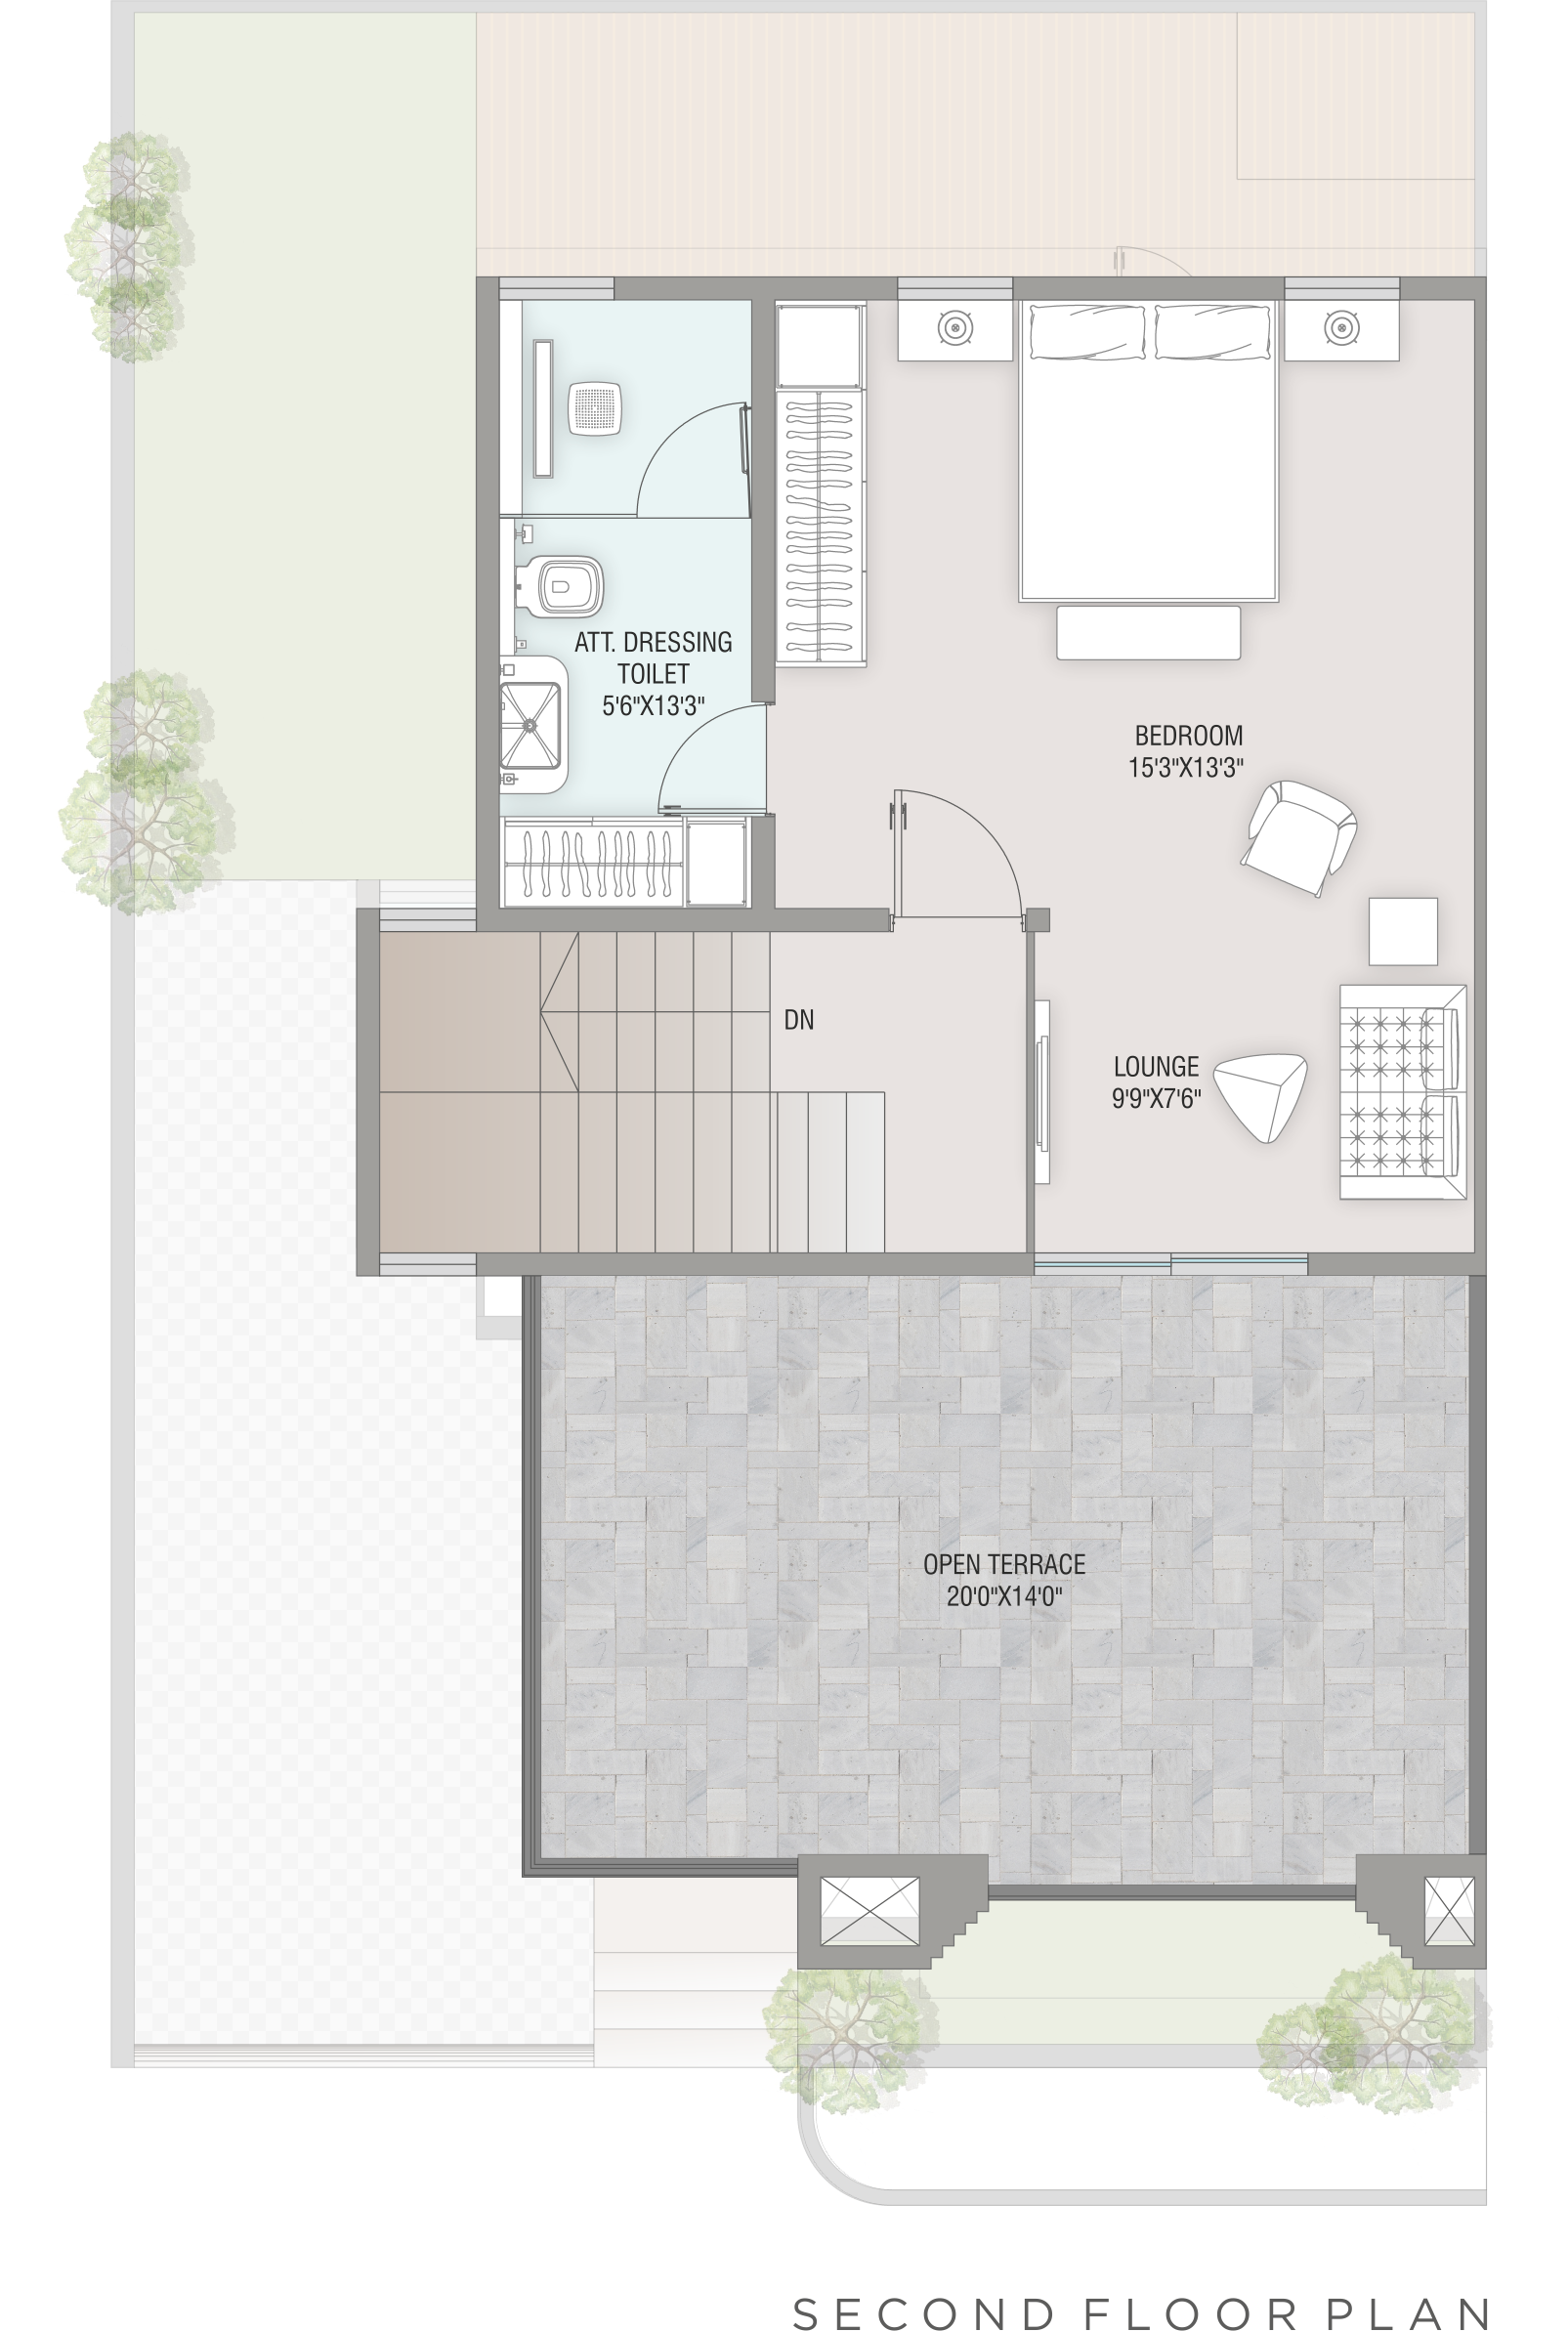 ATT. DRESSING
TOILET
5'6"X13'3"
BEDROOM
15'3"X13'3"
DN
LOUNGE
9'9"X7'6"
OPEN TERRACE
20'0"X14'0"
SECOND FLOOR PLAN